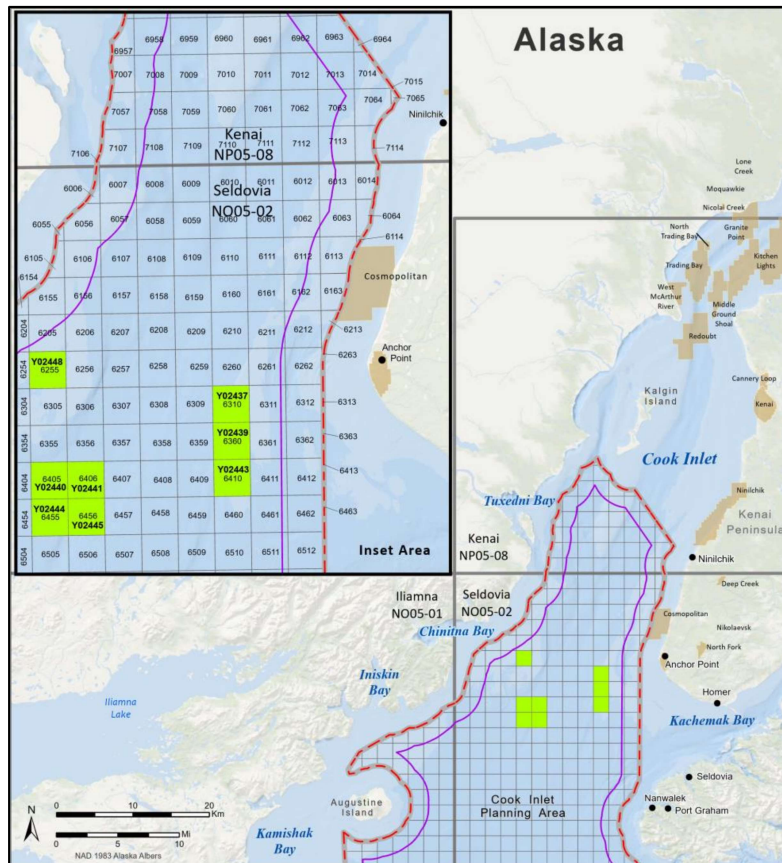 Alaska
6958 6959 6960 6961 6962 6963 6964
6957
7007 7008 7009 7010 7011 7012 7013 7014 7015
7057 7058 7059 7060 7061 7062 7063 7064 7065
Ninilchik
Kenai
NP05-08
7106 7107 7108 7109 7110 7111 7112 7113 7114
6006 6007 6008 6009 6010 6011 6012 6013 6014
Seldovia
NO05-02
6055 6056 6057 6058 6059 6060 6061 6062 6063 6064
6105 6106 6107 6108 6109 6110 6111 6112 6113 6114
Cosmopolitan
6154 6155 6156 6157 6158 6159 6160 6161 6162 6163
6204 6205 6206 6207 6208 6209 6210 6211 6212 6213
Anchor
Point
6254 Y02448 6255 6256 6257 6258 6259 6260 6261 6262 6263
6304 6305 6306 6307 6308 6309 Y02437 6310 6311 6312 6313
6354 6355 6356 6357 6358 6359 Y02439 6360 6361 6362 6363
6404 6405 6406 6407 6408 6409 Y02443 6410 6411 6412 6413
Y02440 Y02441
6454 Y02444 6455 6456 6457 6458 6459 6460 6461 6462 6463
Y02445
6504 6505 6506 6507 6508 6509 6510 6511 6512
Inset Area
Lone
Creek
Moquawkie
Nicolai Creek
North
Trading Bay
Granite
Point
Trading Bay
Kitchen
Lights
West
McArthur
River
Middle
Ground
Shoal
Redoubt
Cannery Loop
Kalgin
Island
Kenai
Cook Inlet
Tuxedni Bay
Ninilchik
Kenai
Peninsula
Kenai
NP05-08
Ninilchik
Iliamna
NO05-01
Seldovia
NO05-02
Deep Creek
Chinitna Bay
Cosmopolitan
Nikolaevsk
North Fork
Anchor Point
Iniskin
Bay
Iliamna
Lake
Homer
Kachemak Bay
Seldovia
Augustine
Island
Cook Inlet
Planning Area
Nanwalek
Port Graham
Kamishak
Bay
N
0 10 20
Km
0 5 10
Mi
NAD 1983 Alaska Albers